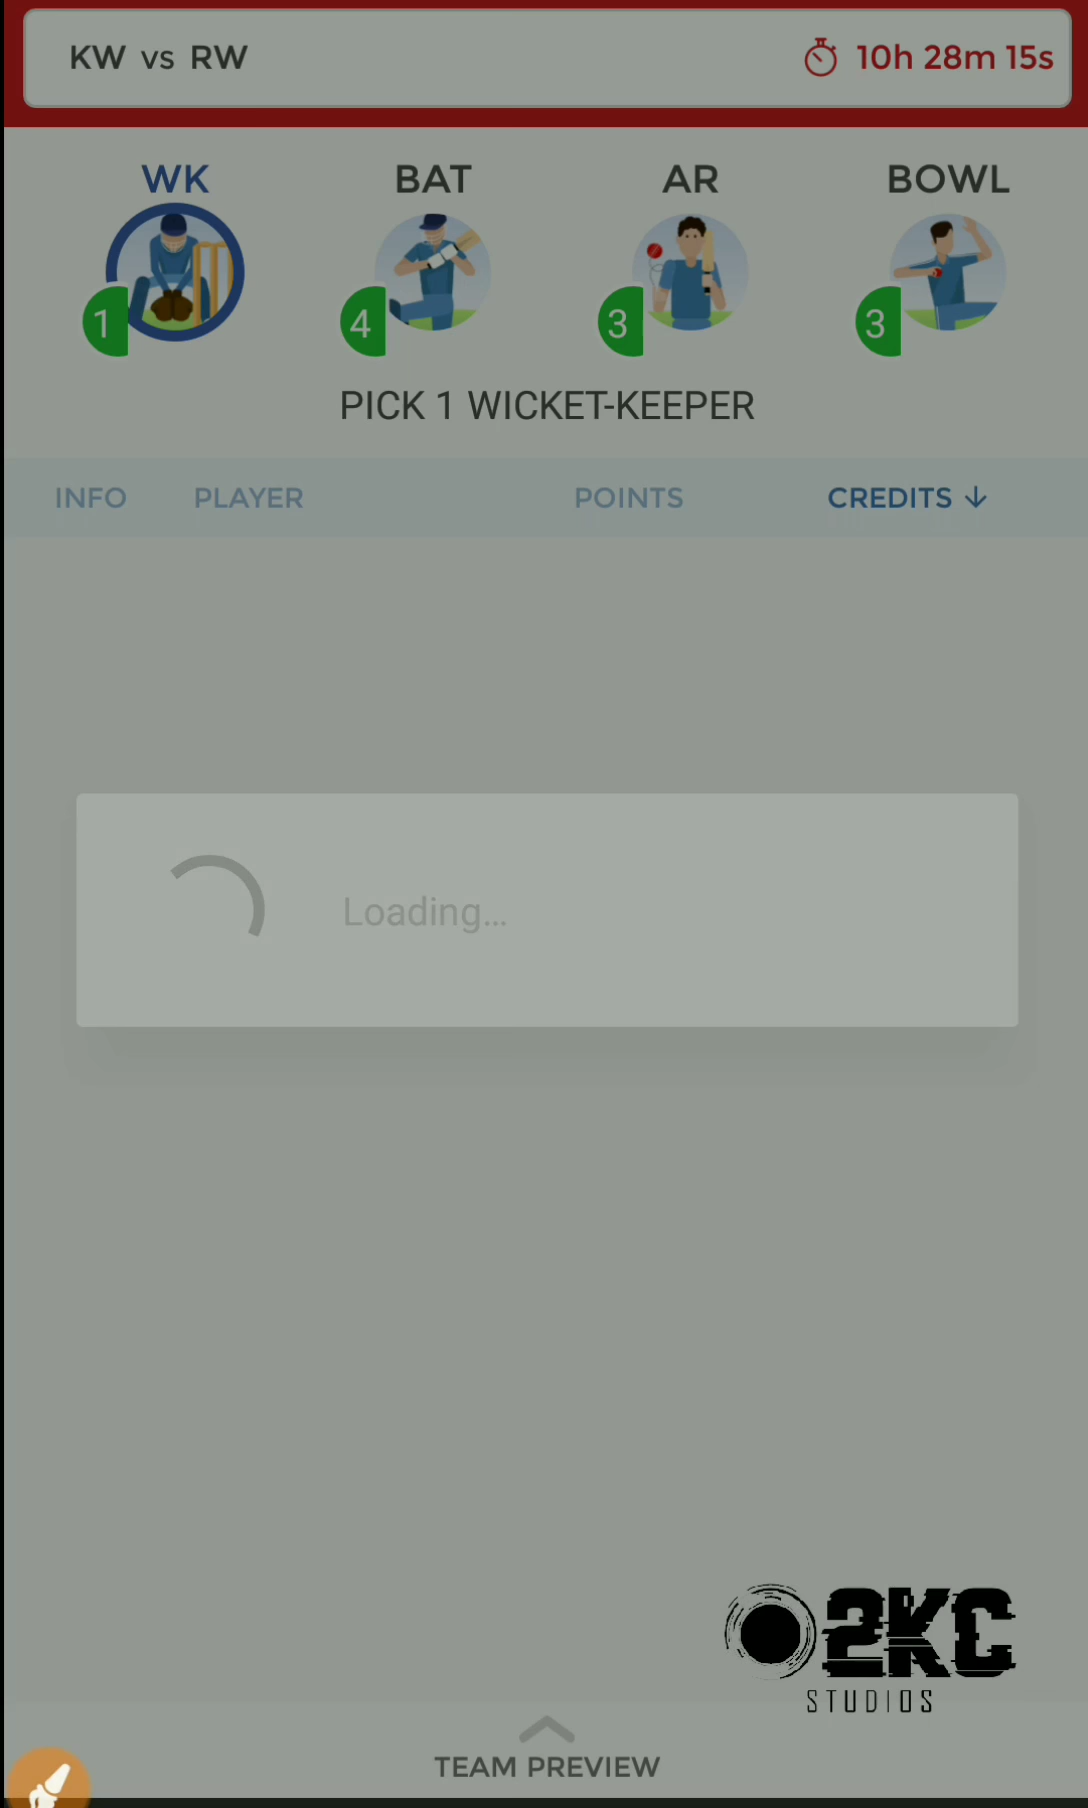 KW vs RW 10h 28m 15s
WK BAT AR BOWL
1 4 3 3
PICK 1 WICKET-KEEPER
INFO PLAYER POINTS CREDITS ↓
Loading...
2KC
STUDIOS
TEAM PREVIEW